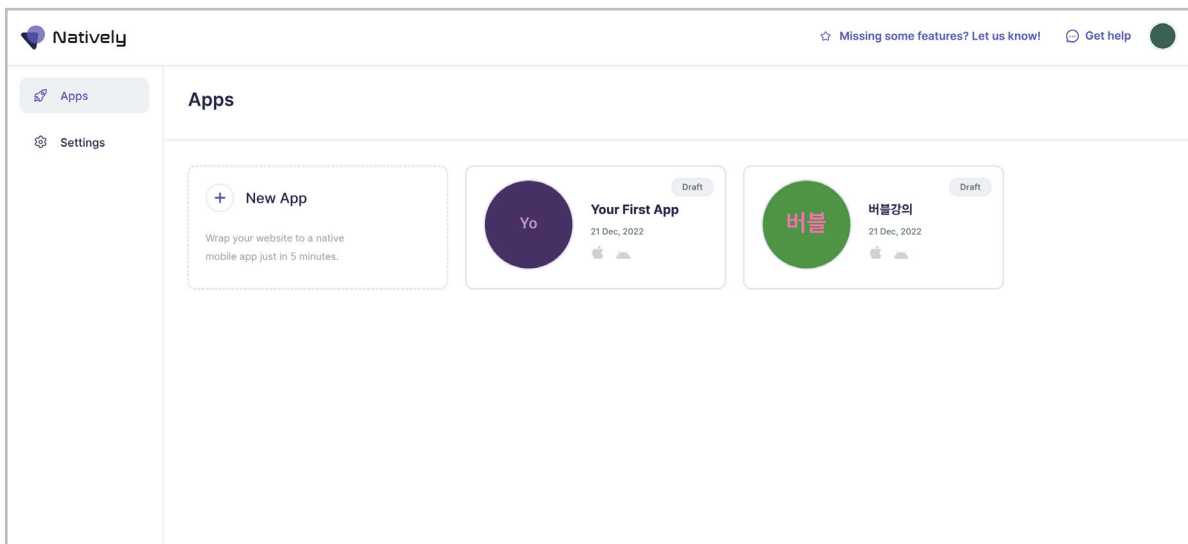 Natively
Missing some features? Let us know!
Get help
Apps
Settings
Apps
New App
Wrap your website to a native
mobile app just in 5 minutes.
Yo
Draft
Your First App
21 Dec, 2022
버블
Draft
버블강의
21 Dec, 2022